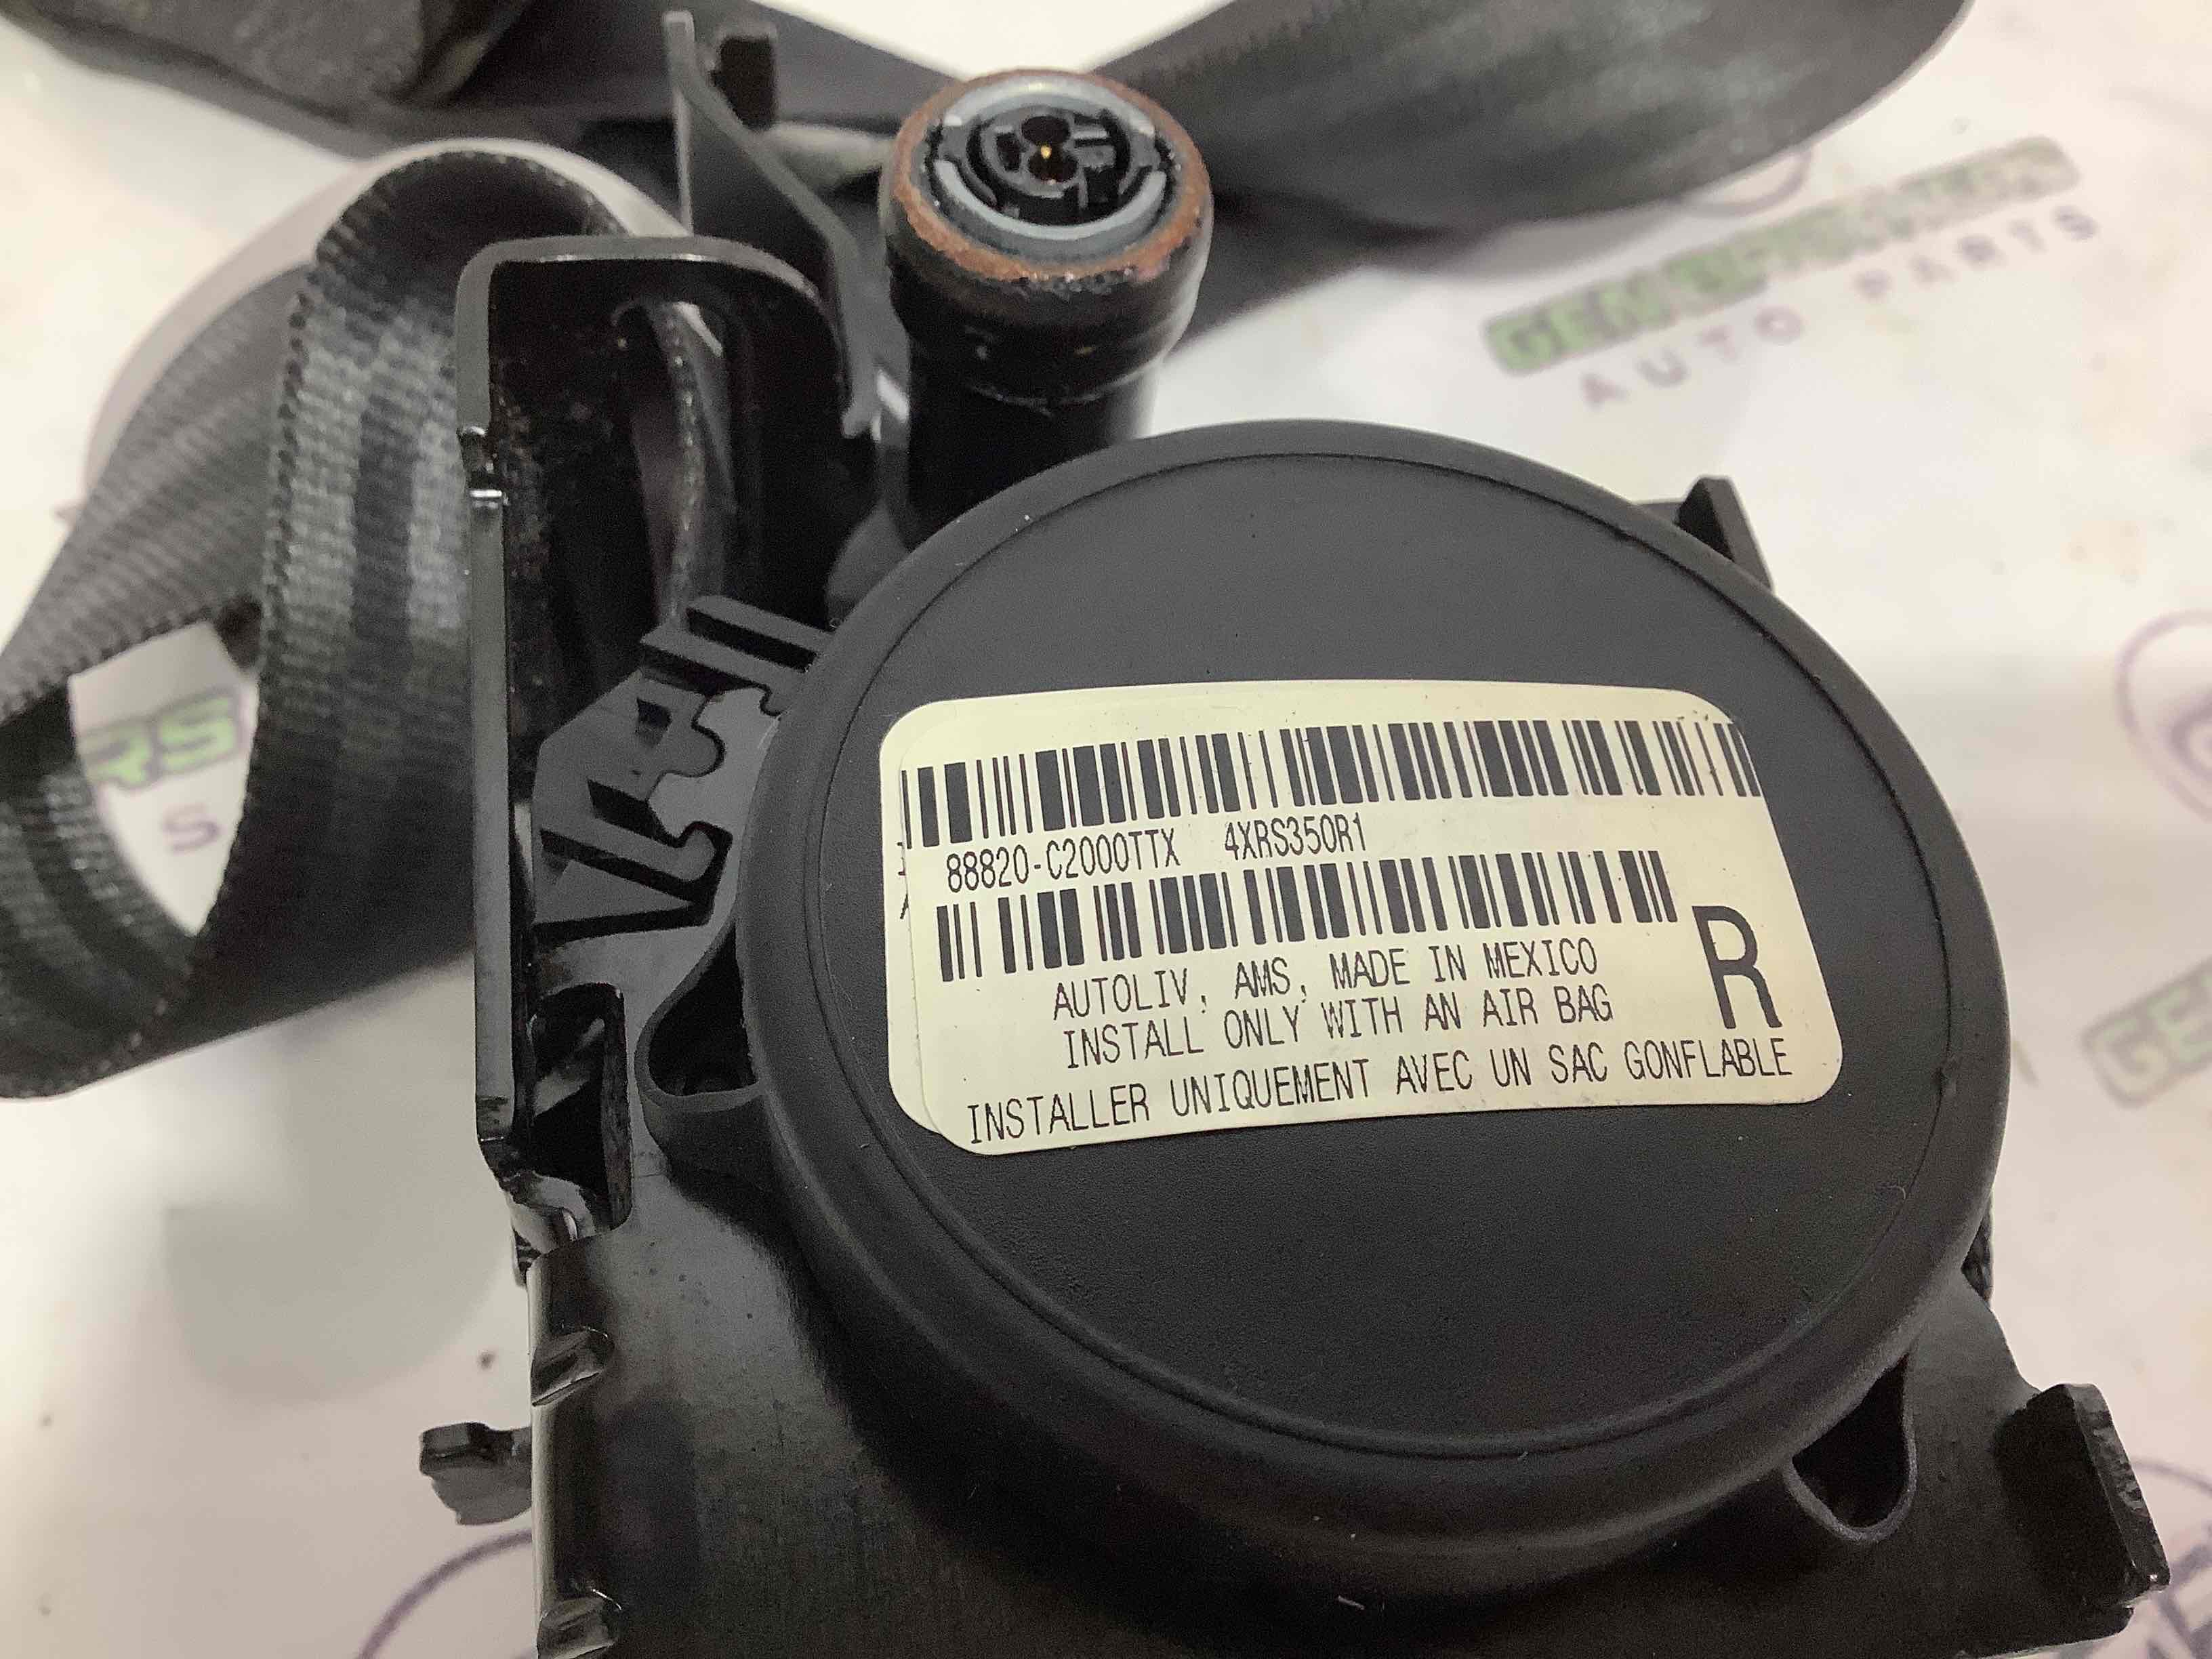 AUTO PARTS
RS
S
88820-C2000TTX 4XRS350R1
AUTOLIV, AMS, MADE IN MEXICO
INSTALL ONLY WITH AN AIR BAG
R
INSTALLER UNIQUEMENT AVEC UN SAC GONFLABLE